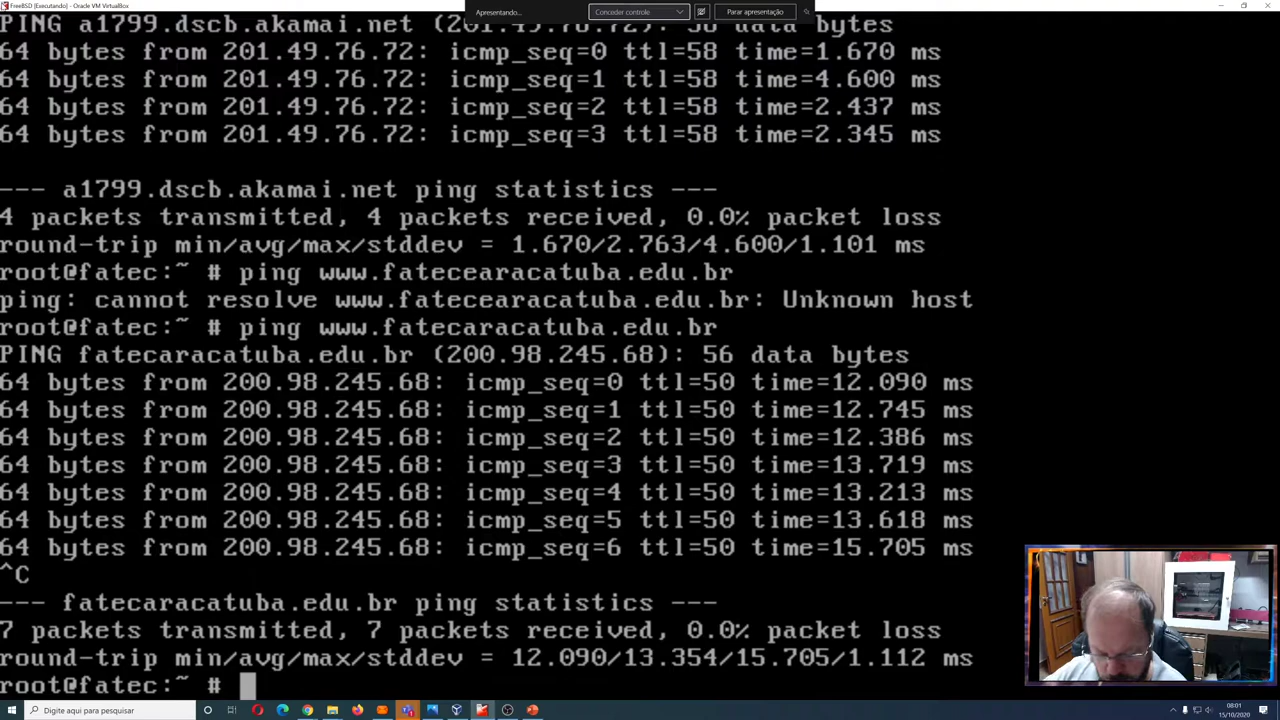 FreeBSD [Executando] - Oracle VM VirtualBox
Apresentando...
Conceder controle
Parar apresentação
PING a1799.dscb.akamai.net (201.49.76.72): 56 data bytes
64 bytes from 201.49.76.72: icmp_seq=0 ttl=58 time=1.670 ms
64 bytes from 201.49.76.72: icmp_seq=1 ttl=58 time=4.600 ms
64 bytes from 201.49.76.72: icmp_seq=2 ttl=58 time=2.437 ms
64 bytes from 201.49.76.72: icmp_seq=3 ttl=58 time=2.345 ms
--- a1799.dscb.akamai.net ping statistics ---
4 packets transmitted, 4 packets received, 0.0% packet loss
round-trip min/avg/max/stddev = 1.670/2.763/4.600/1.101 ms
root@fatec:~ # ping www.fatecearacatuba.edu.br
ping: cannot resolve www.fatecearacatuba.edu.br: Unknown host
root@fatec:~ # ping www.fatecaracatuba.edu.br
PING fatecaracatuba.edu.br (200.98.245.68): 56 data bytes
64 bytes from 200.98.245.68: icmp_seq=0 ttl=50 time=12.090 ms
64 bytes from 200.98.245.68: icmp_seq=1 ttl=50 time=12.745 ms
64 bytes from 200.98.245.68: icmp_seq=2 ttl=50 time=12.386 ms
64 bytes from 200.98.245.68: icmp_seq=3 ttl=50 time=13.719 ms
64 bytes from 200.98.245.68: icmp_seq=4 ttl=50 time=13.213 ms
64 bytes from 200.98.245.68: icmp_seq=5 ttl=50 time=13.618 ms
64 bytes from 200.98.245.68: icmp_seq=6 ttl=50 time=15.705 ms
^C
--- fatecaracatuba.edu.br ping statistics ---
7 packets transmitted, 7 packets received, 0.0% packet loss
round-trip min/avg/max/stddev = 12.090/13.354/15.705/1.112 ms
root@fatec:~ #
Digite aqui para pesquisar
08:01
15/10/2020